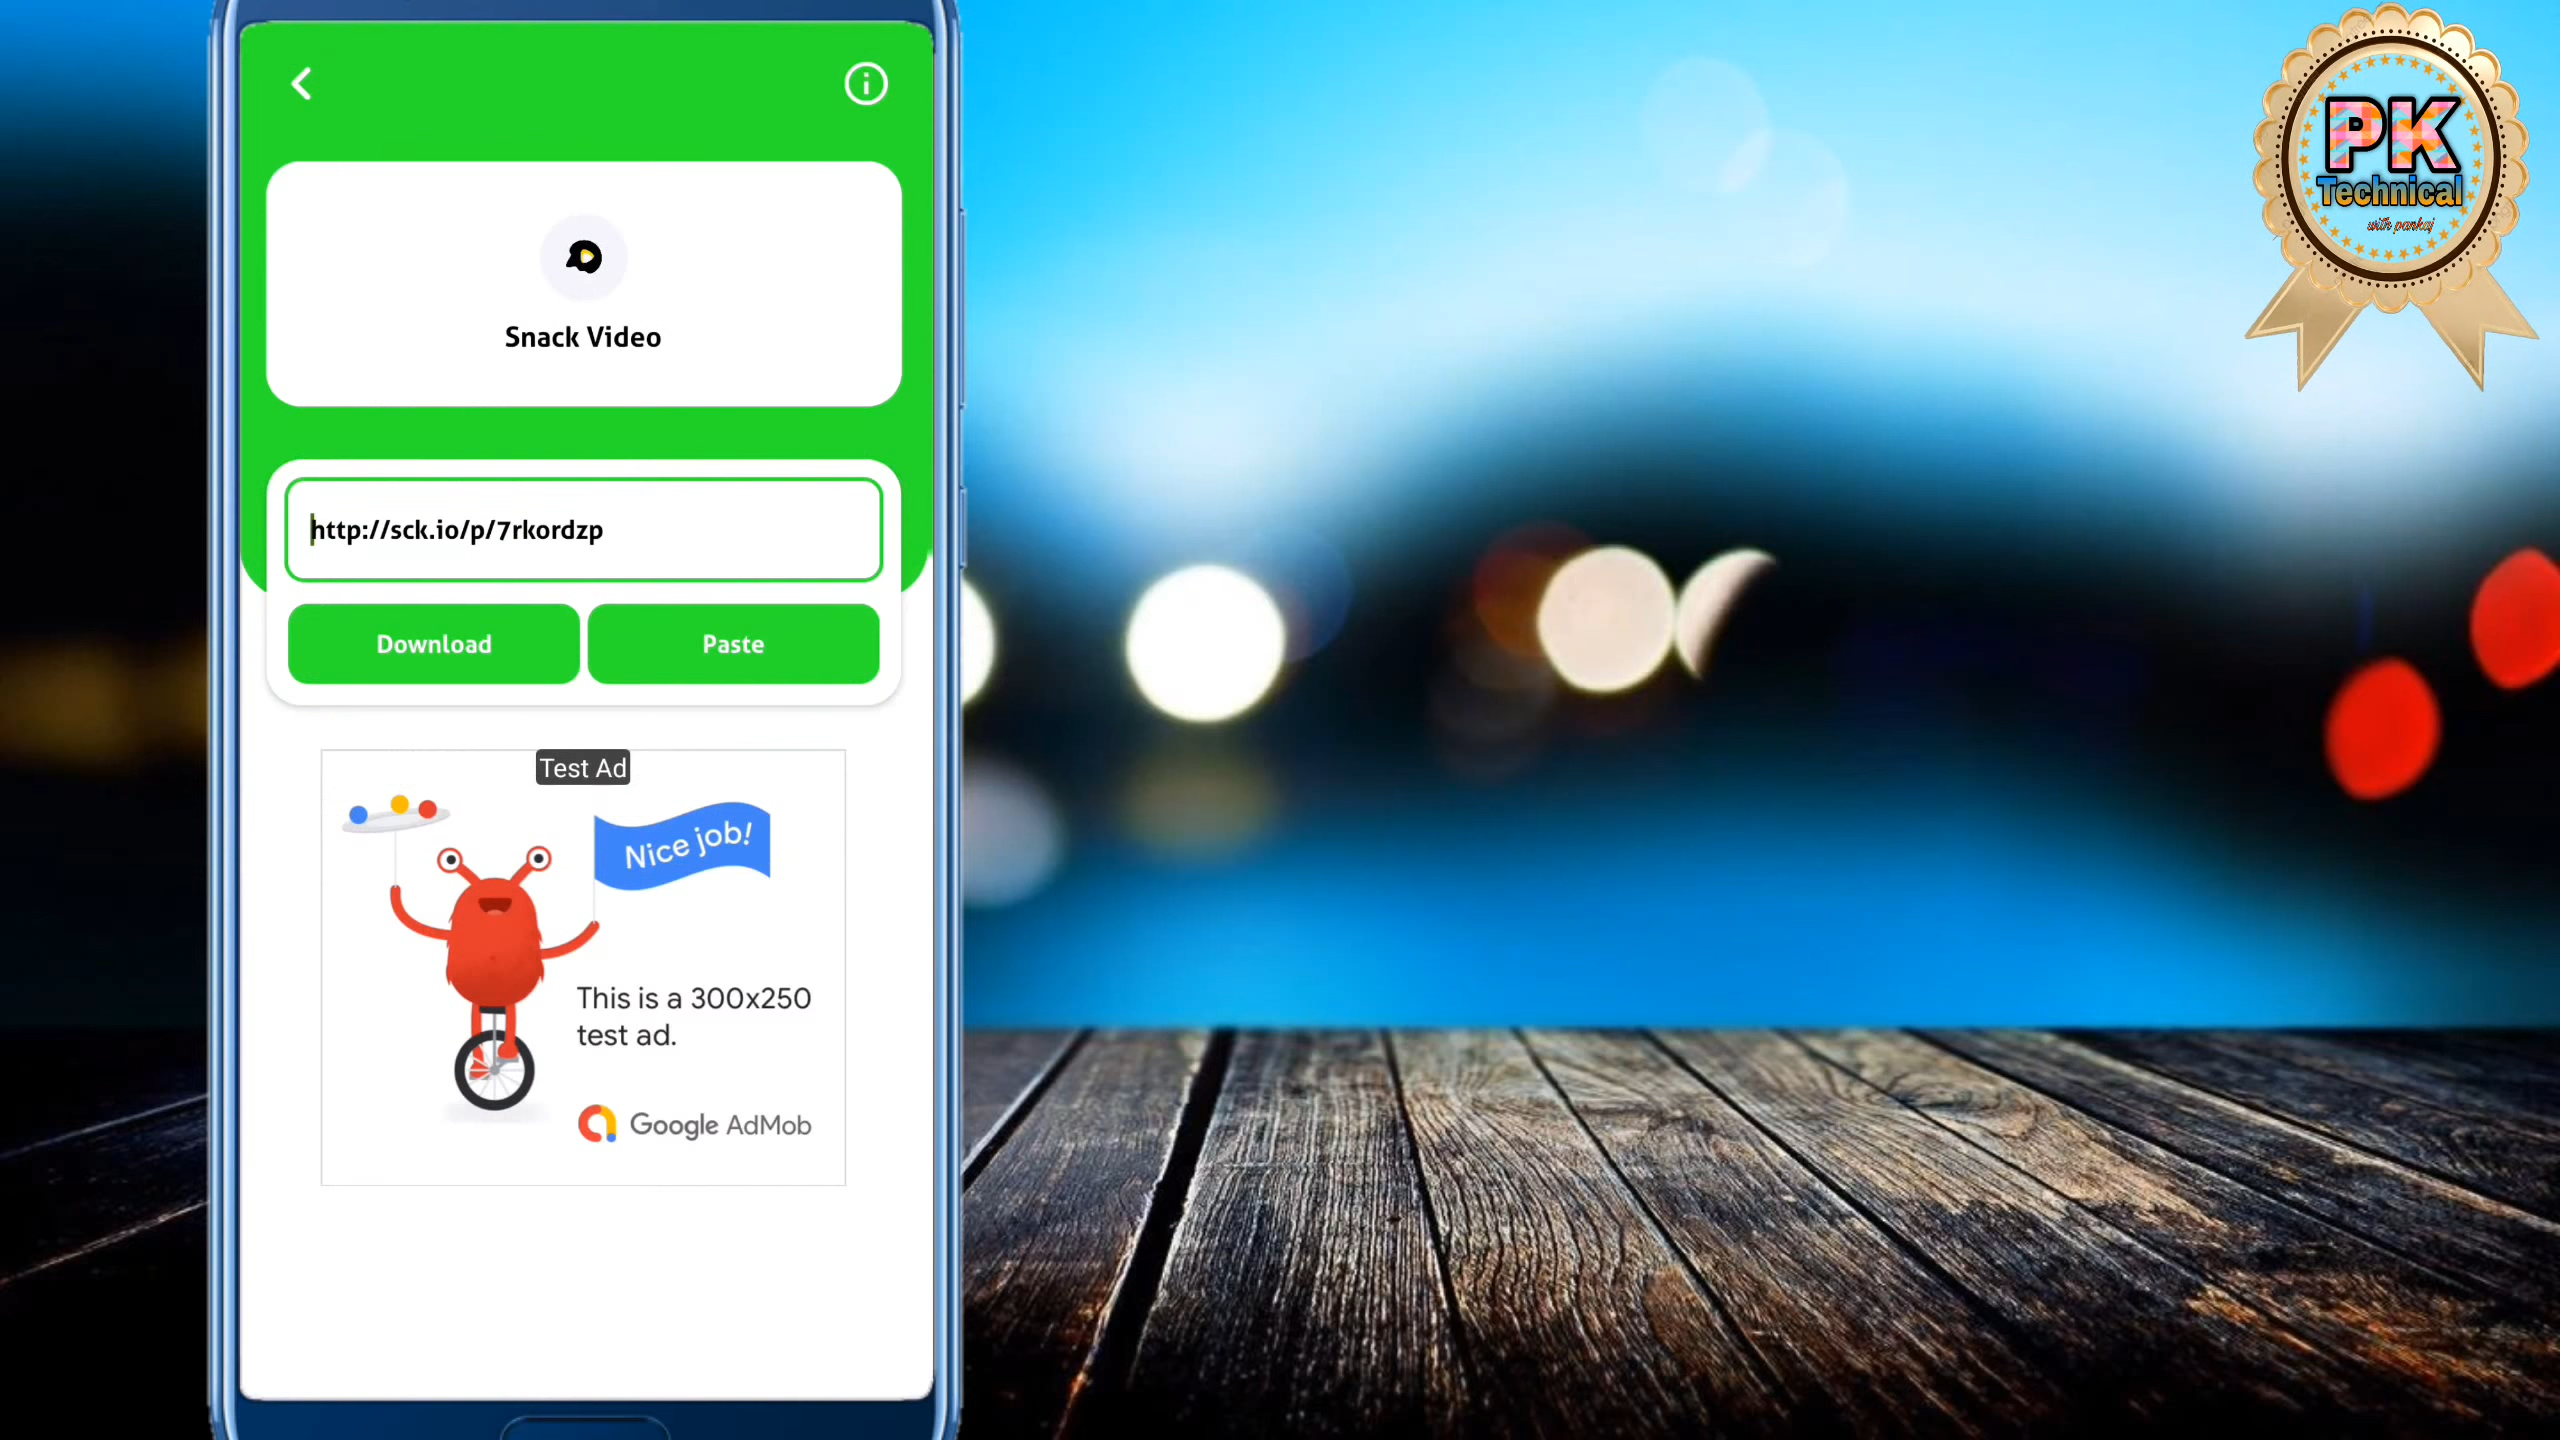 PK
Technical
with pankaj
Snack Video
http://sck.io/p/7rkordzp
Download
Paste
Test Ad
Nice job!
This is a 300x250
test ad.
Google AdMob